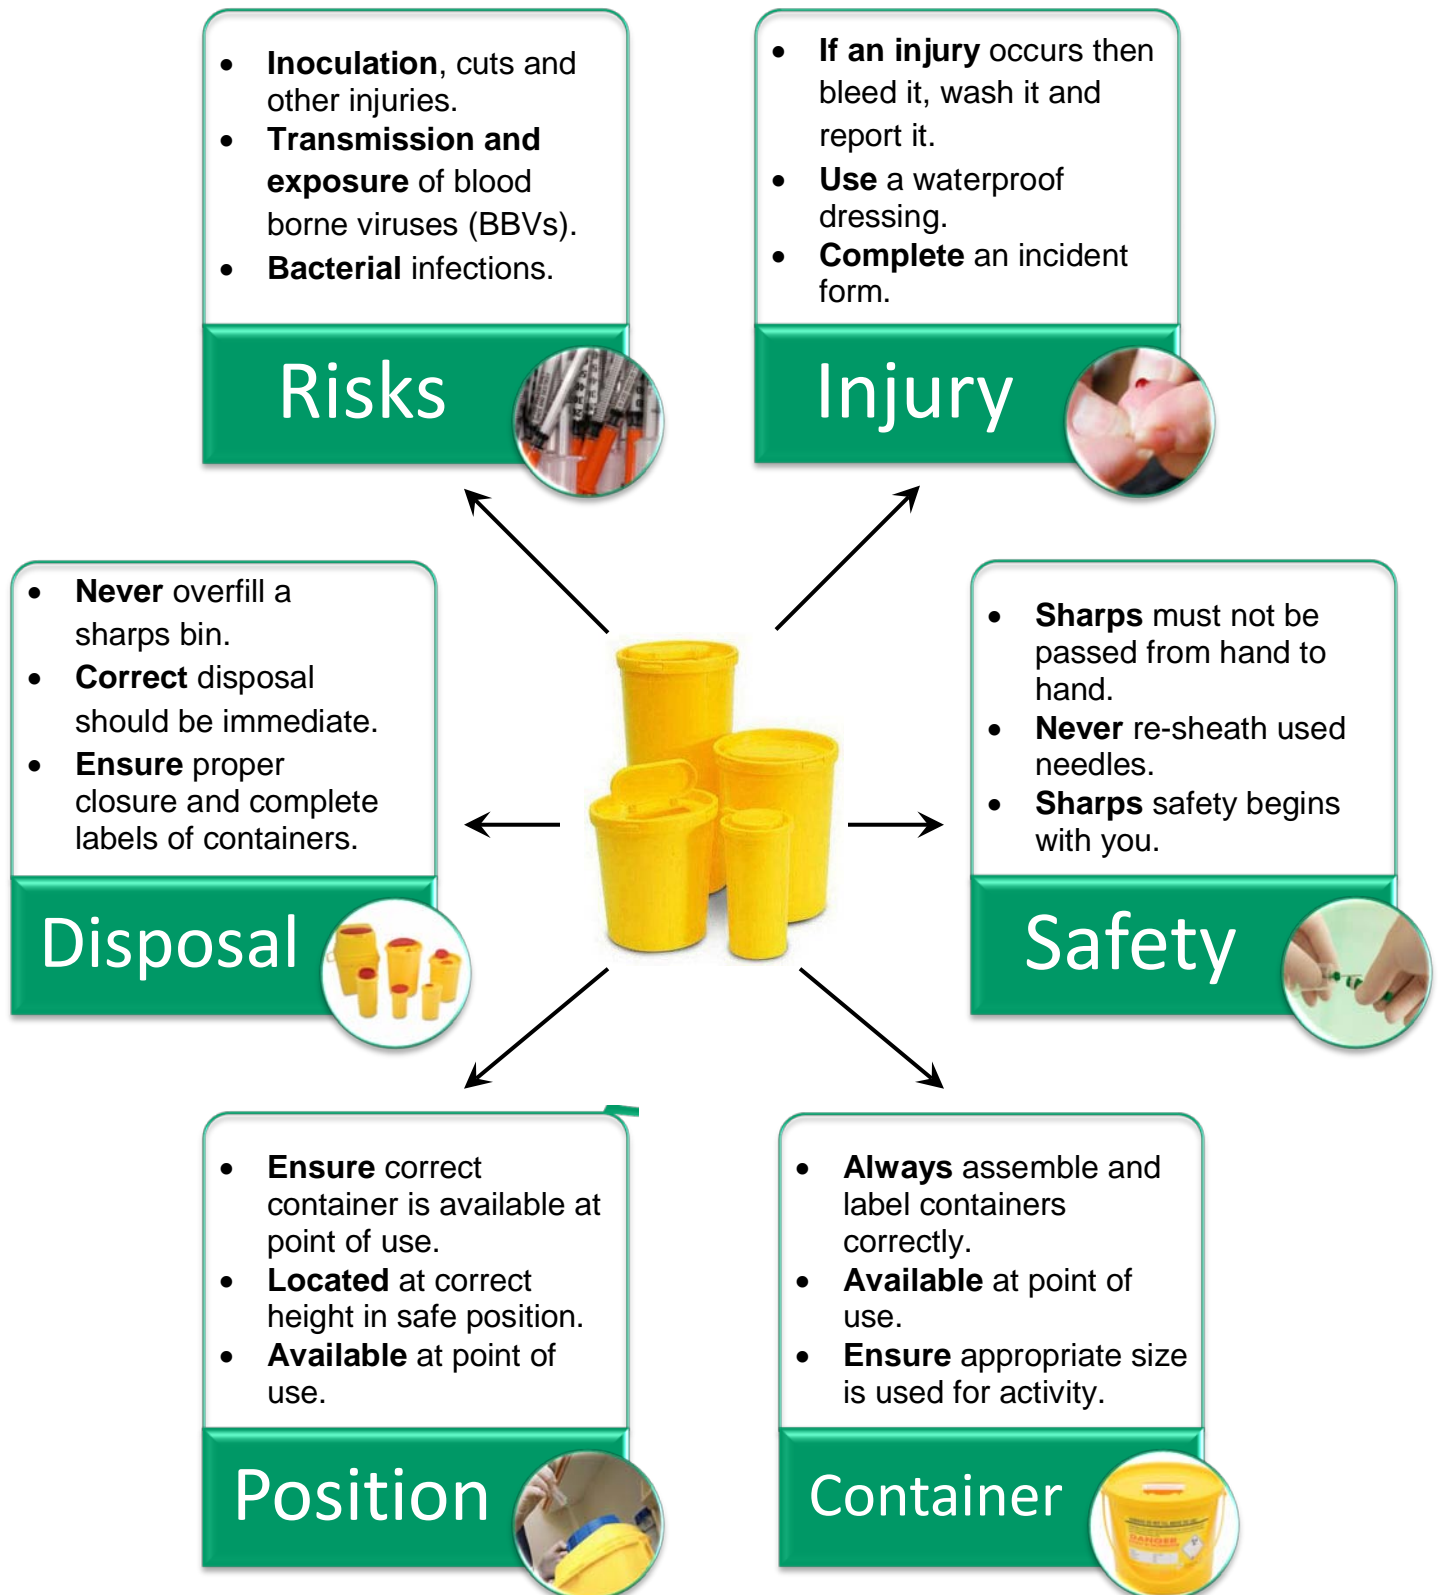 • Inoculation, cuts and
other injuries.
• Transmission and
exposure of blood
borne viruses (BBVs).
• Bacterial infections.
Risks
• If an injury occurs then
bleed it, wash it and
report it.
• Use a waterproof
dressing.
• Complete an incident
form.
Injury
• Never overfill a
sharps bin.
• Correct disposal
should be immediate.
• Ensure proper
closure and complete
labels of containers.
Disposal
• Sharps must not be
passed from hand to
hand.
• Never re-sheath used
needles.
• Sharps safety begins
with you.
Safety
• Ensure correct
container is available at
point of use.
• Located at correct
height in safe position.
• Available at point of
use.
Position
• Always assemble and
label containers
correctly.
• Available at point of
use.
• Ensure appropriate size
is used for activity.
Container
DANGER